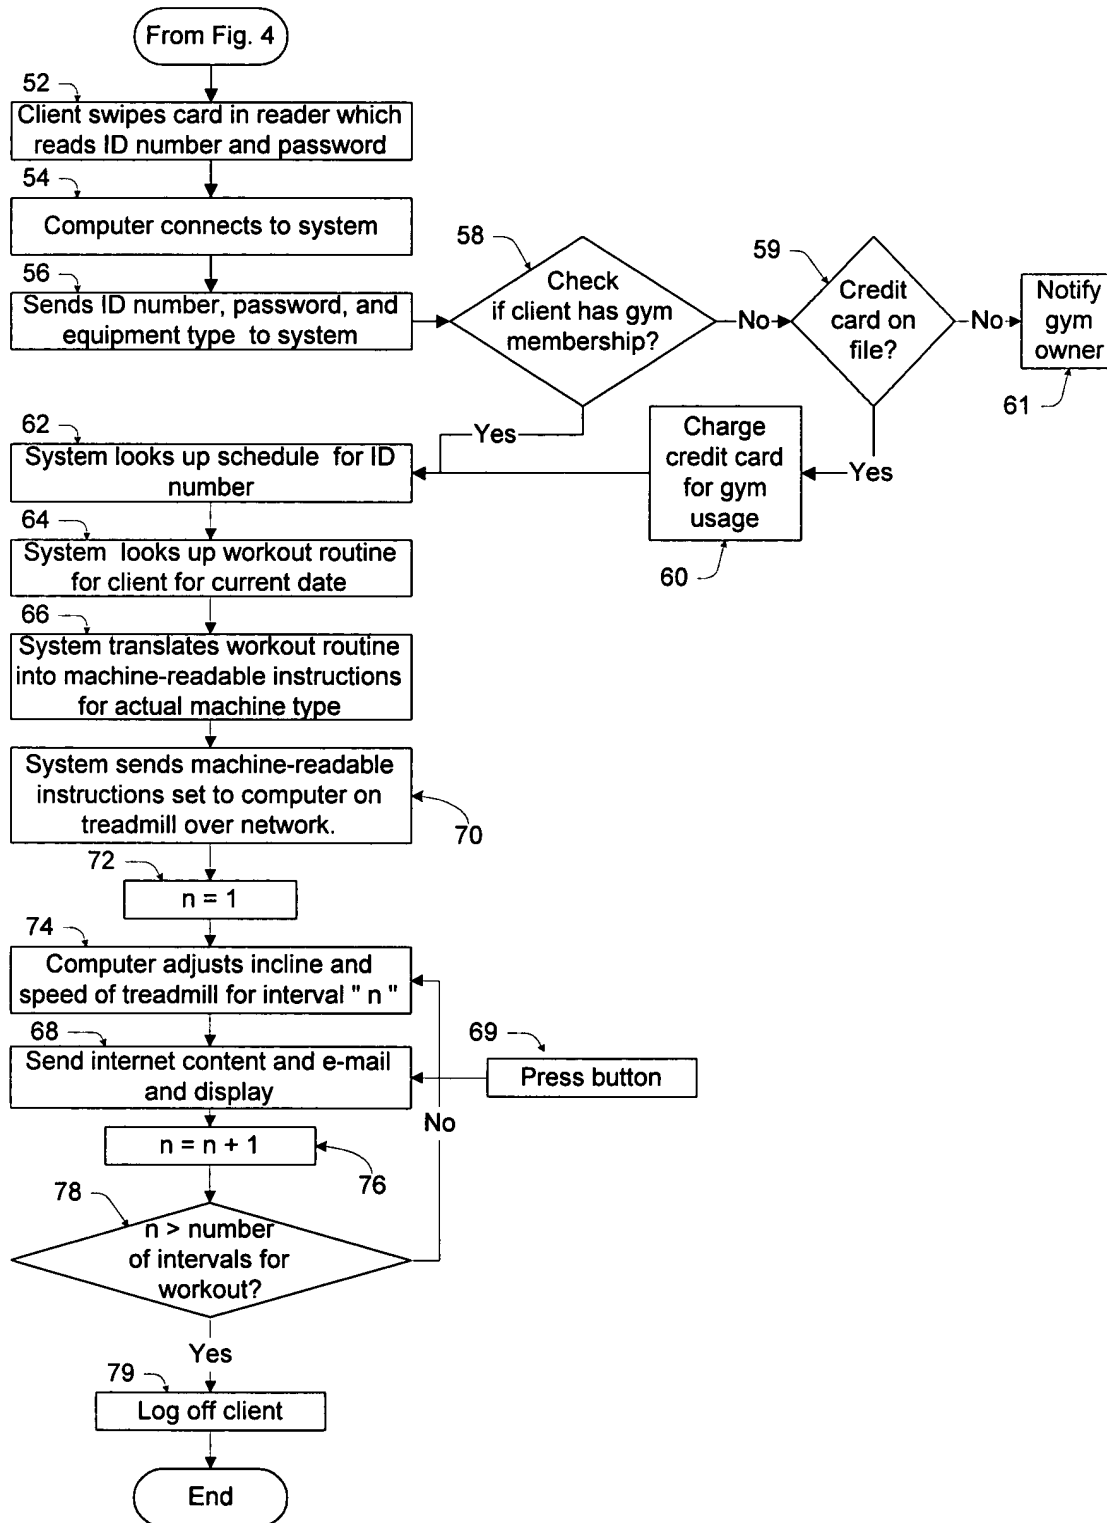 From Fig. 4
52
Client swipes card in reader which
reads ID number and password
54
Computer connects to system
56
Sends ID number, password, and
equipment type to system
58
Check
if client has gym
membership?
No
59
Credit
card on
file?
No
Notify
gym
owner
61
Yes
Yes
Charge
credit card
for gym
usage
60
62
System looks up schedule for ID
number
64
System looks up workout routine
for client for current date
66
System translates workout routine
into machine-readable instructions
for actual machine type
System sends machine-readable
instructions set to computer on
treadmill over network.
70
72
n = 1
74
Computer adjusts incline and
speed of treadmill for interval " n "
68
Send internet content and e-mail
and display
69
Press button
No
n = n + 1
76
78
n > number
of intervals for
workout?
Yes
79
Log off client
End